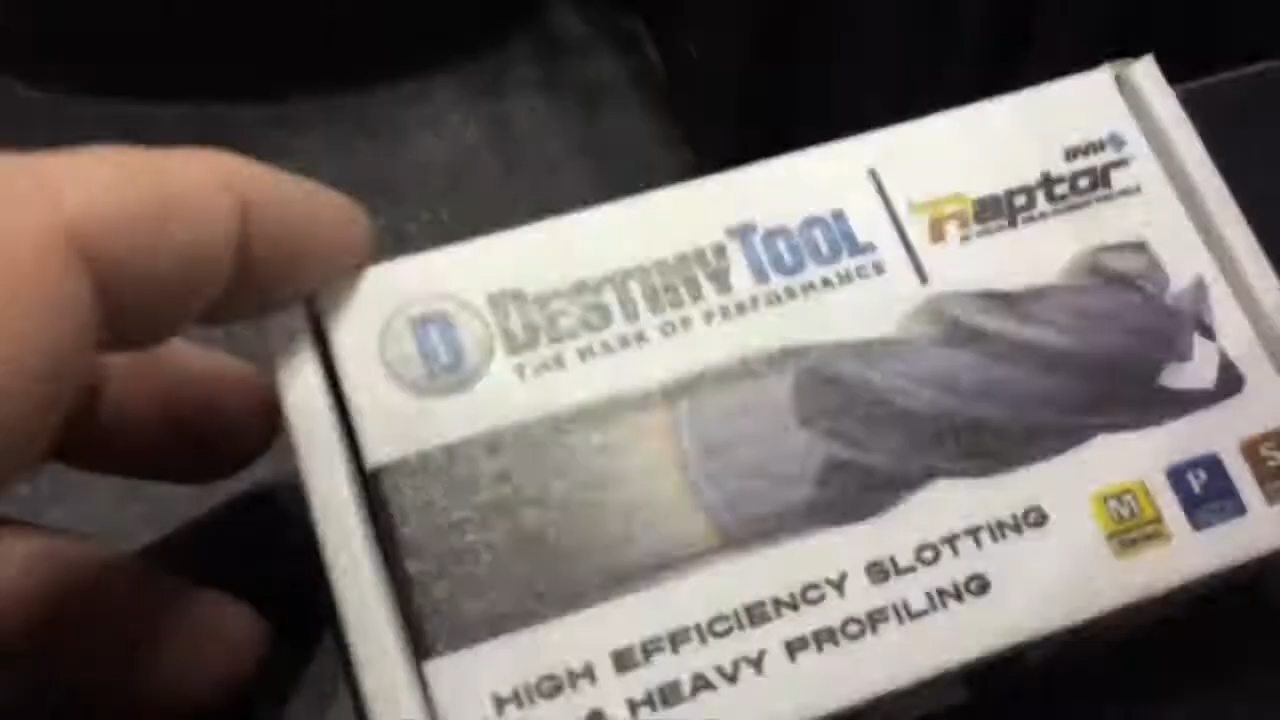 DESTINY TOOL
THE MARK OF PERFORMANCE
Raptor
D
HIGH EFFICIENCY SLOTTING
& HEAVY PROFILING
M
P
S